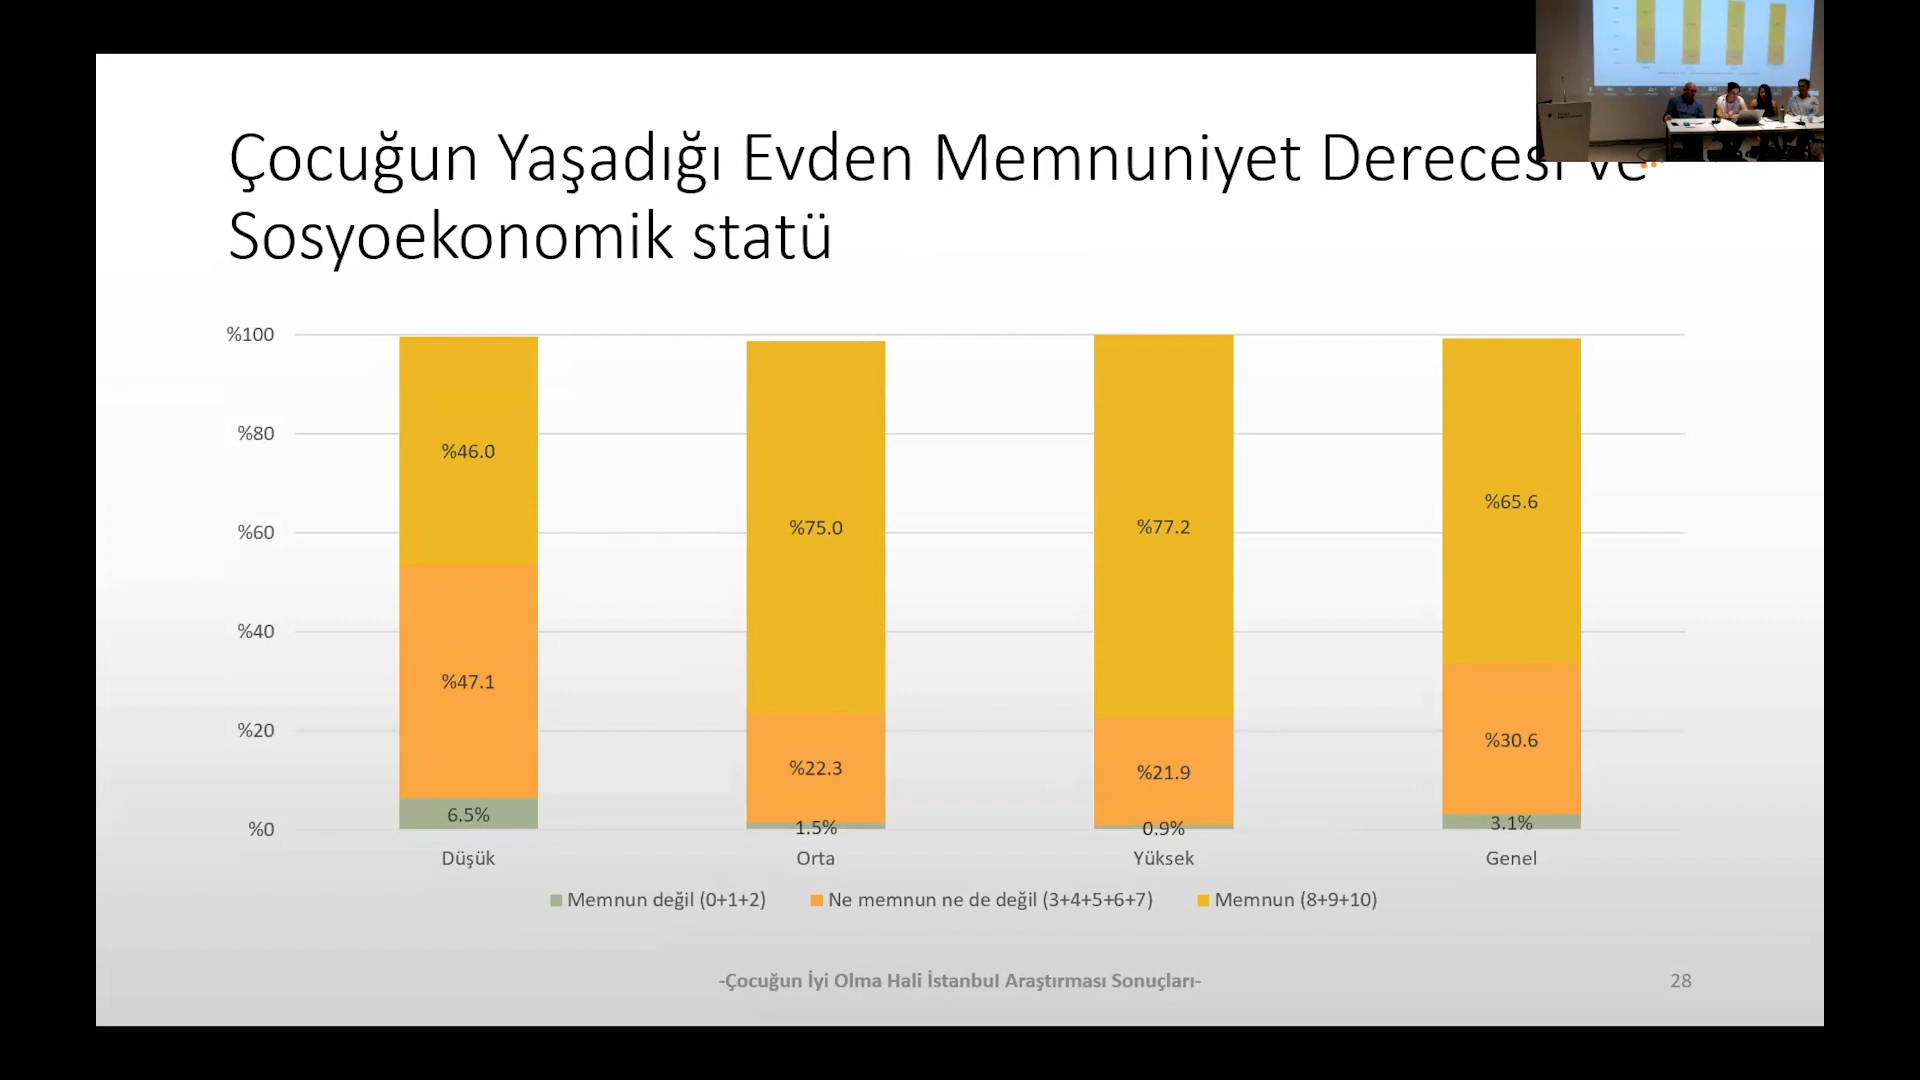 Çocuğun Yaşadığı Evden Memnuniyet Derecesi ve
Sosyoekonomik statü
%100
%80
%60
%40
%20
%0
%46.0
%47.1
6.5%
%75.0
%22.3
1.5%
%77.2
%21.9
0.9%
%65.6
%30.6
3.1%
Düşük
Orta
Yüksek
Genel
Memnun değil (0+1+2)
Ne memnun ne de değil (3+4+5+6+7)
Memnun (8+9+10)
-Çocuğun İyi Olma Hali İstanbul Araştırması Sonuçları-
28